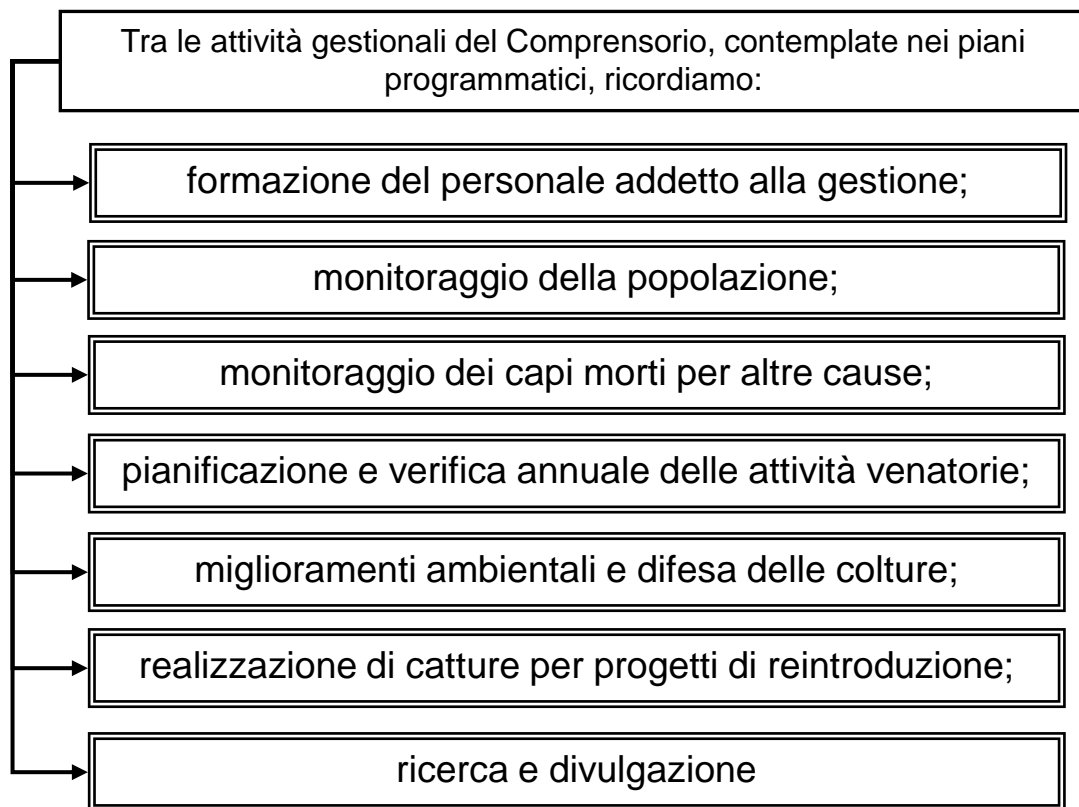 Tra le attività gestionali del Comprensorio, contemplate nei piani
programmatici, ricordiamo:
formazione del personale addetto alla gestione;
monitoraggio della popolazione;
monitoraggio dei capi morti per altre cause;
pianificazione e verifica annuale delle attività venatorie;
miglioramenti ambientali e difesa delle colture;
realizzazione di catture per progetti di reintroduzione;
ricerca e divulgazione